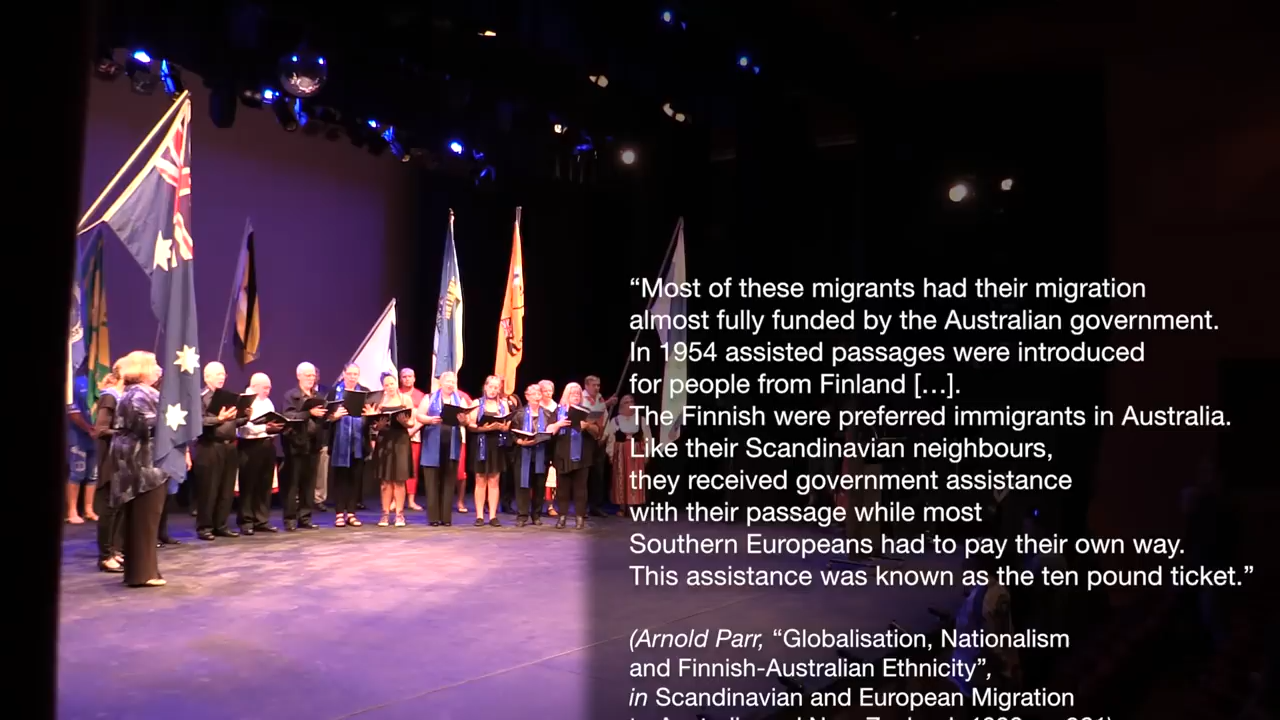 “Most of these migrants had their migration
almost fully funded by the Australian government.
In 1954 assisted passages were introduced
for people from Finland […].
The Finnish were preferred immigrants in Australia.
Like their Scandinavian neighbours,
they received government assistance
with their passage while most
Southern Europeans had to pay their own way.
This assistance was known as the ten pound ticket.”
(Arnold Parr, “Globalisation, Nationalism
and Finnish-Australian Ethnicity”,
in Scandinavian and European Migration